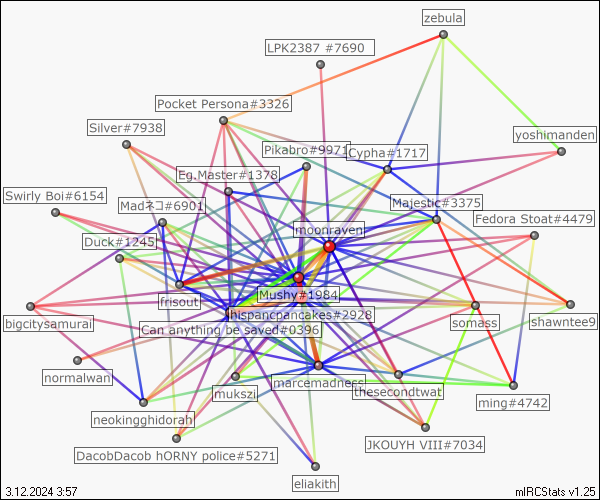 zebula
LPK2387 #7690
Pocket Persona#3326
Silver#7938
yoshimanden
Pikabro#9971
Cypha#1717
Eg.Master#1378
Swirly Boi#6154
Madネコ#6901
Majestic#3375
Fedora Stoat#4479
moonraven
Duck#1245
frisout
Mushy#1984
hispancpancakes#2928
bigcitysamurai
Can anything be saved#0396
somass
shawntee9
normalwan
marcemadness
thesecondtwat
mukszi
ming#4742
neokingghidorah
JKOUYH VIII#7034
DacobDacob hORNY police#5271
eliakith
3.12.2024 3:57
mIRCStats v1.25